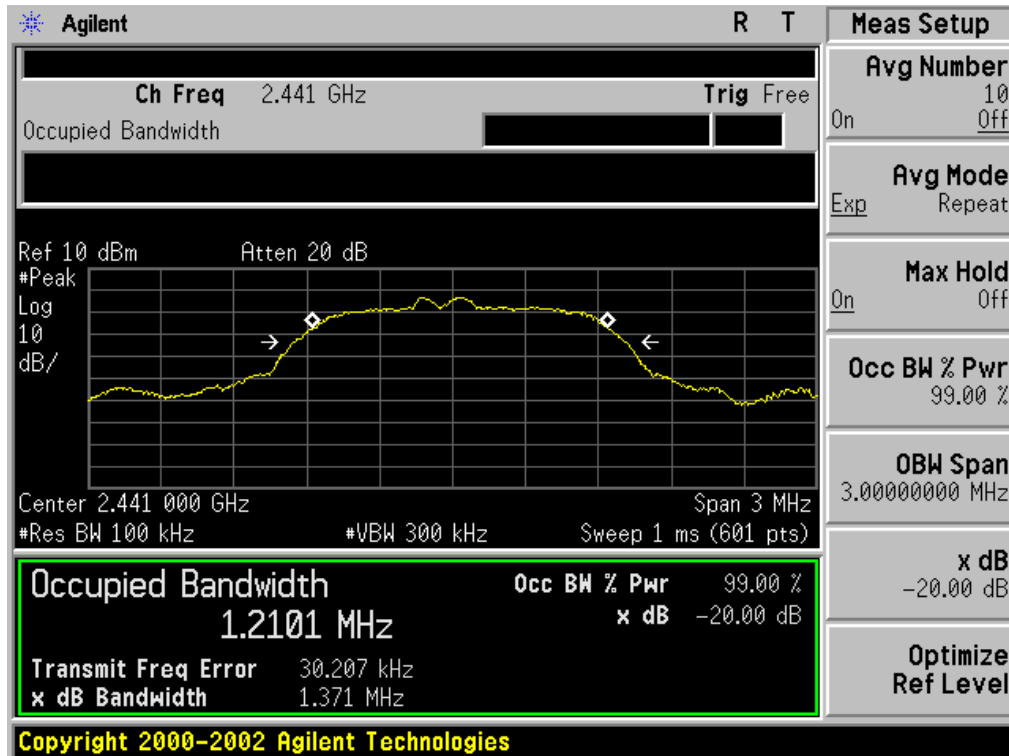 Agilent R T
Ch Freq 2.441 GHz Trig Free
Occupied Bandwidth
Ref 10 dBm Atten 20 dB
#Peak
Log
10
dB/
Center 2.441 000 GHz Span 3 MHz
#Res BW 100 kHz #VBW 300 kHz Sweep 1 ms (601 pts)
Occupied Bandwidth Occ BW % Pwr 99.00 %
1.2101 MHz x dB -20.00 dB
Transmit Freq Error 30.207 kHz
x dB Bandwidth 1.371 MHz
Copyright 2000-2002 Agilent Technologies
Meas Setup
Avg Number
10
On Off
Avg Mode
Exp Repeat
Max Hold
On Off
Occ BW % Pwr
99.00 %
OBW Span
3.00000000 MHz
x dB
-20.00 dB
Optimize
Ref Level